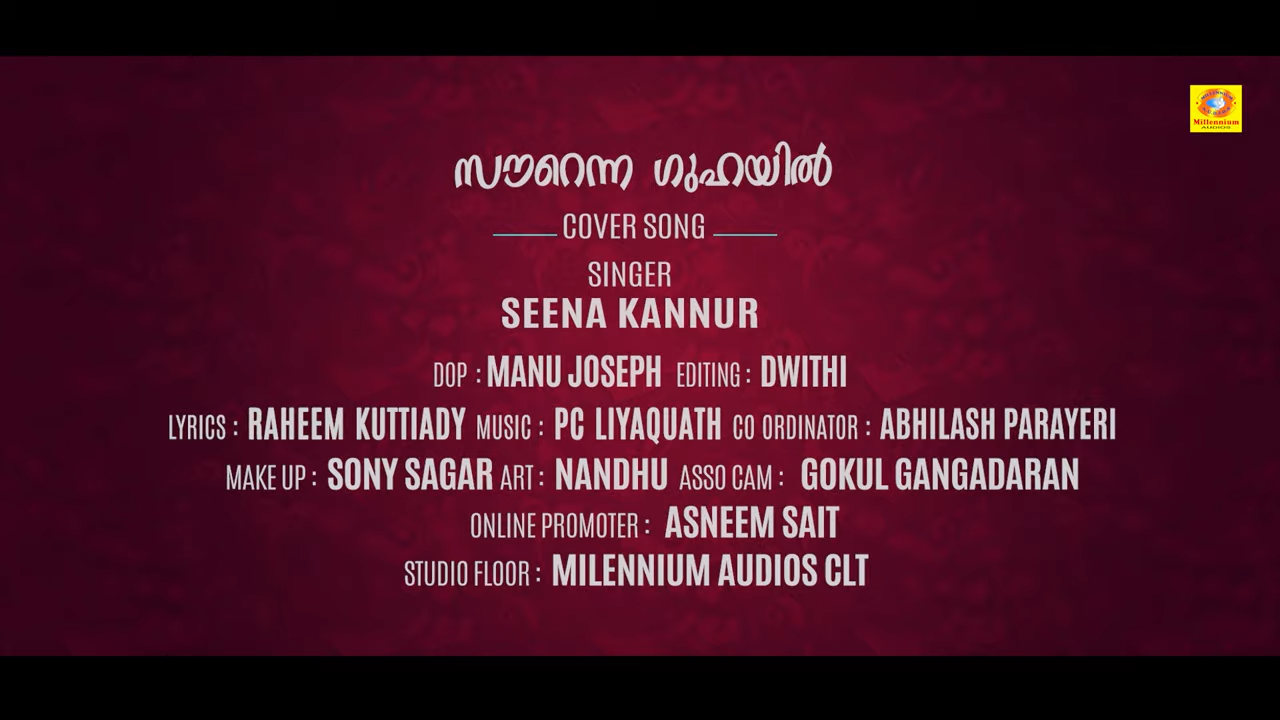 സൗറെന്ന ഗുഹയിൽ
COVER SONG
SINGER
SEENA KANNUR
DOP : MANU JOSEPH EDITING : DWITHI
LYRICS : RAHEEM KUTTIADY MUSIC : PC LIYAQUATH CO ORDINATOR : ABHILASH PARAYERI
MAKE UP : SONY SAGAR ART : NANDHU ASSO CAM : GOKUL GANGADARAN
ONLINE PROMOTER : ASNEEM SAIT
STUDIO FLOOR : MILENNIUM AUDIOS CLT
Millennium
AUDIOS